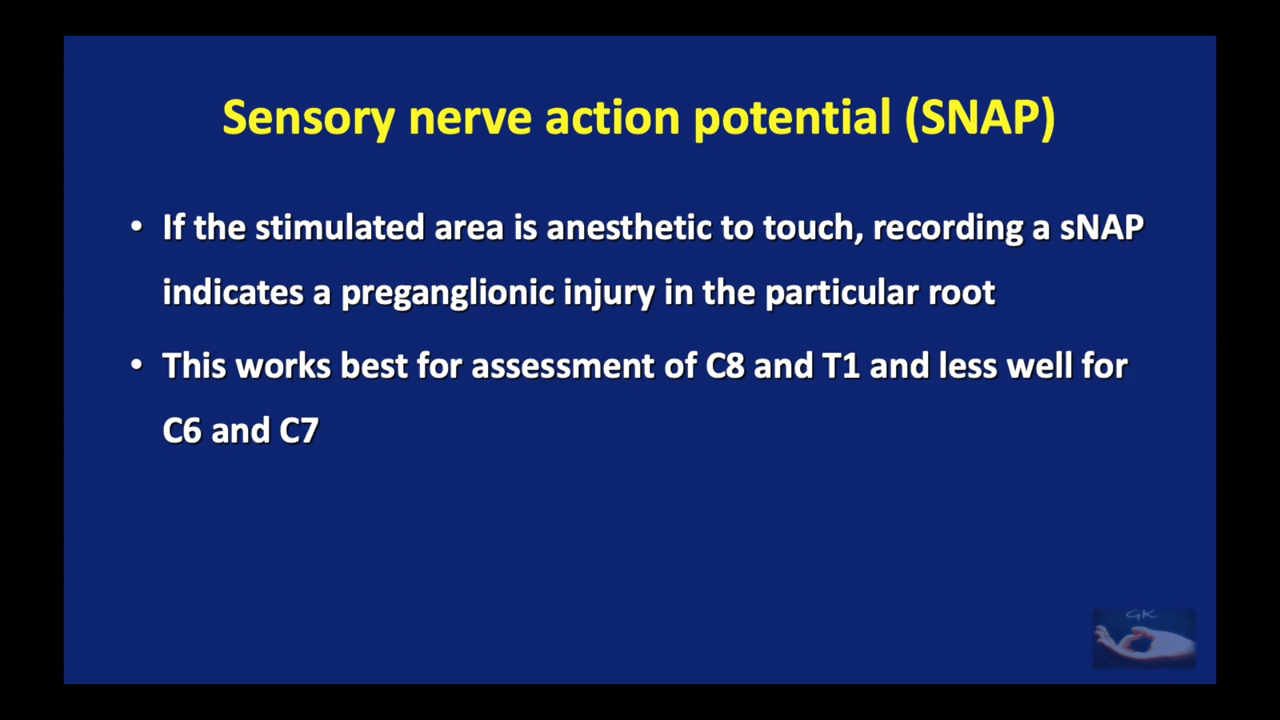 Sensory nerve action potential (SNAP)
• If the stimulated area is anesthetic to touch, recording a sNAP
indicates a preganglionic injury in the particular root
• This works best for assessment of C8 and T1 and less well for
C6 and C7
GK